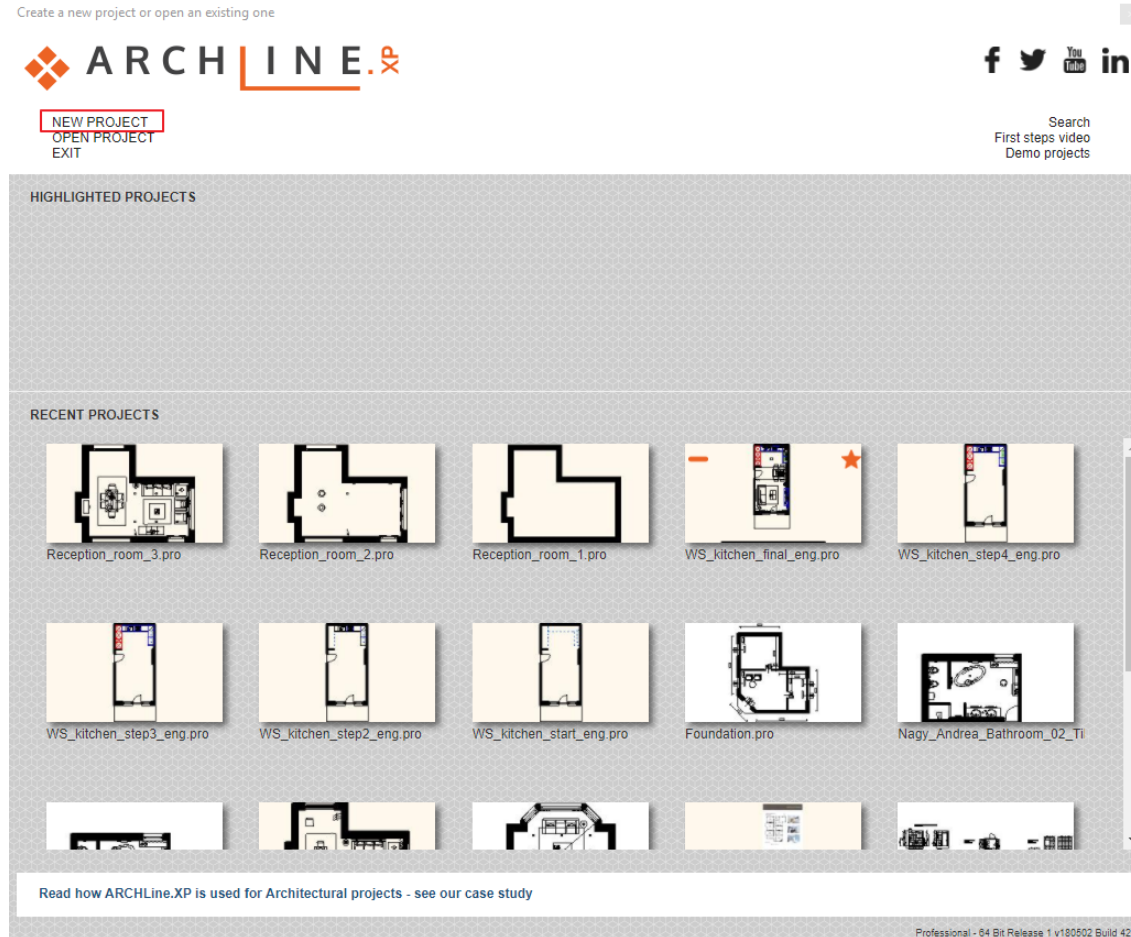 Create a new project or open an existing one
ARCHLINE.XP
You
Tube
NEW PROJECT
OPEN PROJECT
EXIT
Search
First steps video
Demo projects
HIGHLIGHTED PROJECTS
RECENT PROJECTS
Reception_room_3.pro
Reception_room_2.pro
Reception_room_1.pro
WS_kitchen_final_eng.pro
WS_kitchen_step4_eng.pro
WS_kitchen_step3_eng.pro
WS_kitchen_step2_eng.pro
WS_kitchen_start_eng.pro
Foundation.pro
Nagy_Andrea_Bathroom_02_Ti
Read how ARCHLine.XP is used for Architectural projects - see our case study
Professional - 64 Bit Release 1 v180502 Build 42